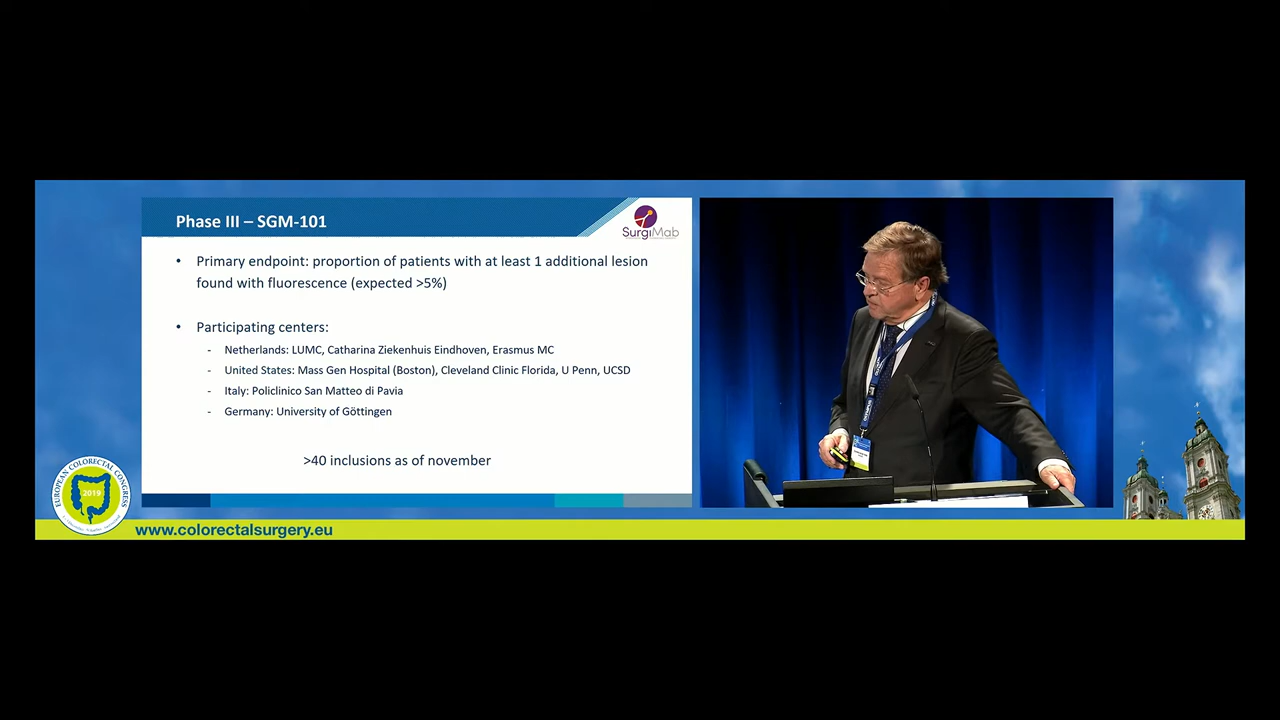 Phase III – SGM-101
SurgiMab
• Primary endpoint: proportion of patients with at least 1 additional lesion
found with fluorescence (expected >5%)
• Participating centers:
- Netherlands: LUMC, Catharina Ziekenhuis Eindhoven, Erasmus MC
- United States: Mass Gen Hospital (Boston), Cleveland Clinic Florida, U Penn, UCSD
- Italy: Policlinico San Matteo di Pavia
- Germany: University of Göttingen
>40 inclusions as of november
EUROPEAN COLORECTAL CONGRESS
2019
www.colorectalsurgery.eu